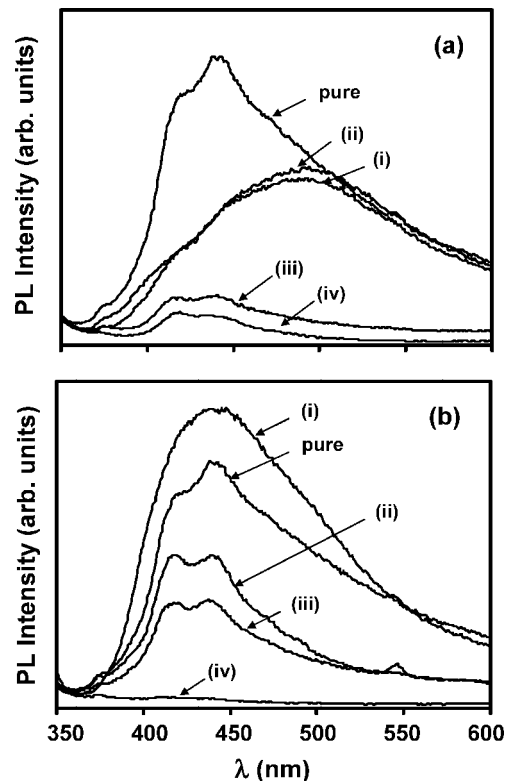 (a)
pure
(ii)
(i)
(iii)
(iv)
PL Intensity (arb. units)
(b)
(i)
pure
(ii)
(iii)
(iv)
PL Intensity (arb. units)
350 400 450 500 550 600
λ (nm)